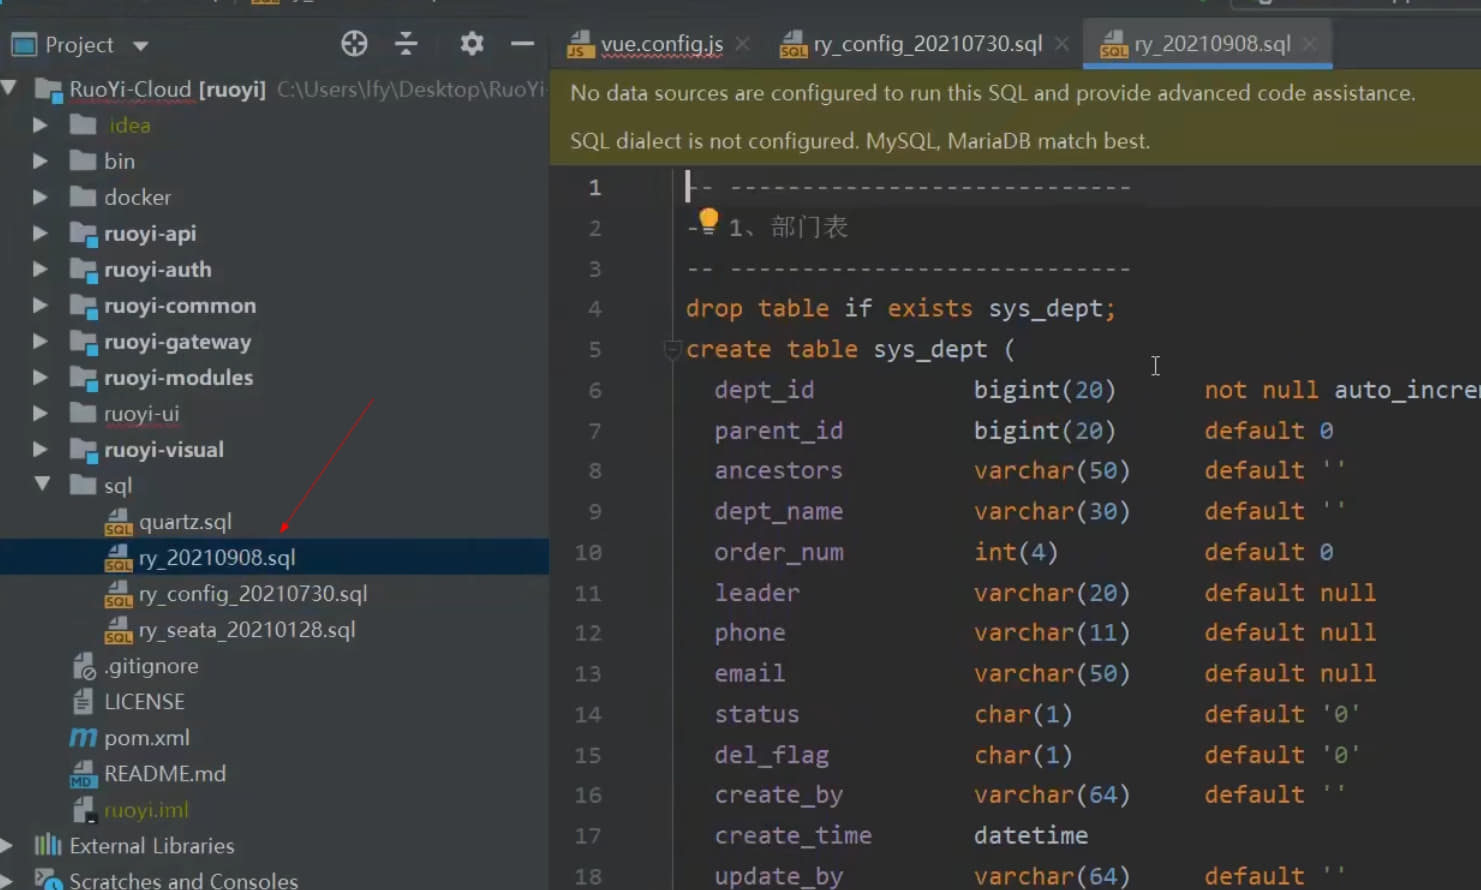 Project
RuoYi-Cloud [ruoyi] C:\Users\lfy\Desktop\RuoYi-
.idea
bin
docker
ruoyi-api
ruoyi-auth
ruoyi-common
ruoyi-gateway
ruoyi-modules
ruoyi-ui
ruoyi-visual
sql
quartz.sql
ry_20210908.sql
ry_config_20210730.sql
ry_seata_20210128.sql
.gitignore
LICENSE
pom.xml
README.md
ruoyi.iml
External Libraries
Scratches and Consoles
vue.config.js ry_config_20210730.sql ry_20210908.sql
No data sources are configured to run this SQL and provide advanced code assistance.
SQL dialect is not configured. MySQL, MariaDB match best.
1 -- ----------------------------
2 - 1、部门表
3 -- ----------------------------
4 drop table if exists sys_dept;
5 create table sys_dept (
6 dept_id bigint(20) not null auto_increm
7 parent_id bigint(20) default 0
8 ancestors varchar(50) default ''
9 dept_name varchar(30) default ''
10 order_num int(4) default 0
11 leader varchar(20) default null
12 phone varchar(11) default null
13 email varchar(50) default null
14 status char(1) default '0'
15 del_flag char(1) default '0'
16 create_by varchar(64) default ''
17 create_time datetime
18 update_by varchar(64) default ''